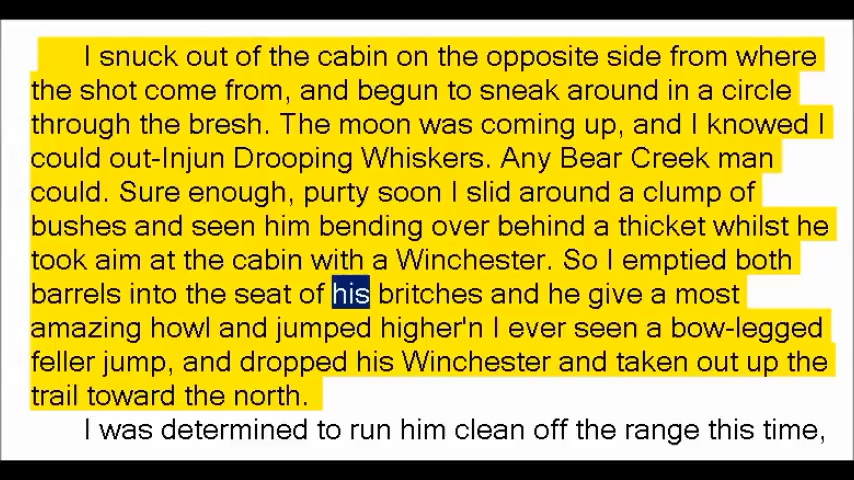 I snuck out of the cabin on the opposite side from where
the shot come from, and begun to sneak around in a circle
through the bresh. The moon was coming up, and I knowed I
could out-Injun Drooping Whiskers. Any Bear Creek man
could. Sure enough, purty soon I slid around a clump of
bushes and seen him bending over behind a thicket whilst he
took aim at the cabin with a Winchester. So I emptied both
barrels into the seat of his britches and he give a most
amazing howl and jumped higher'n I ever seen a bow-legged
feller jump, and dropped his Winchester and taken out up the
trail toward the north.
I was determined to run him clean off the range this time,